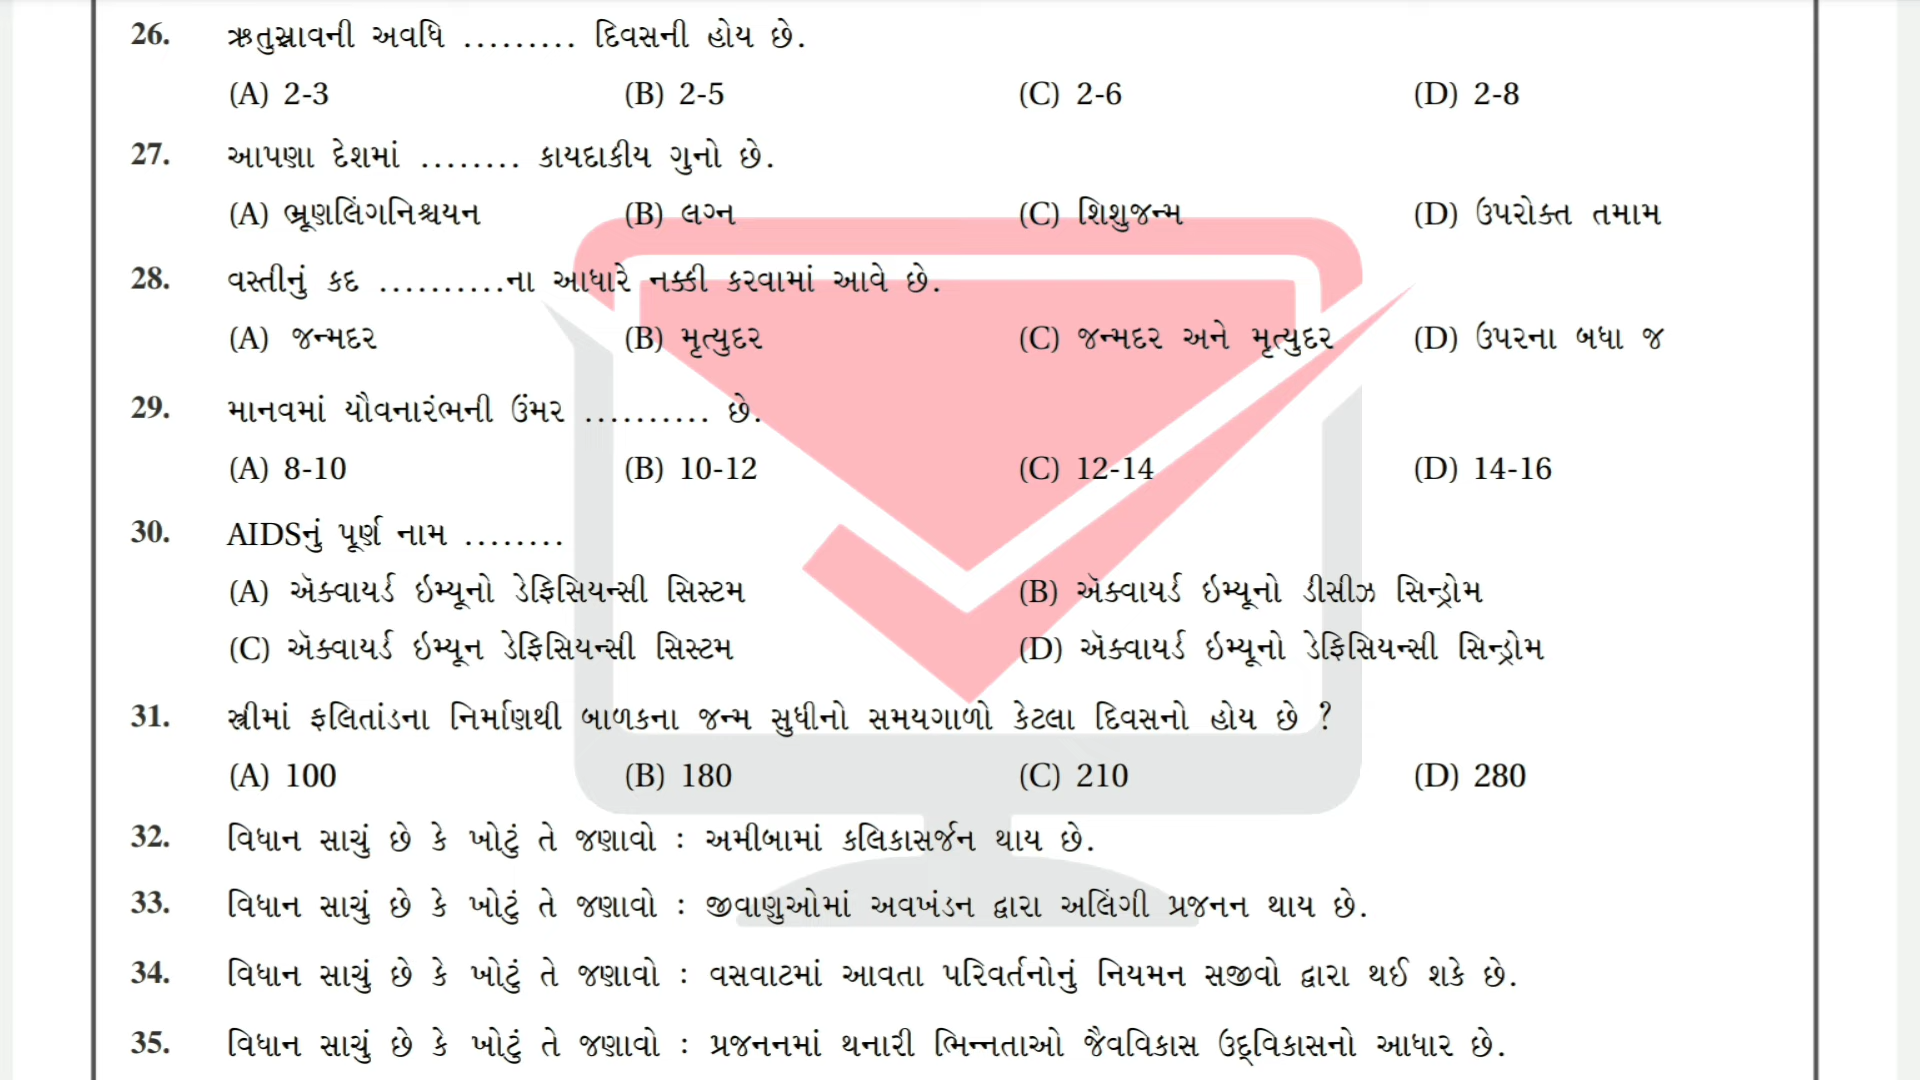 26. ઋતુસ્રાવની અવધિ ......... દિવસની હોય છે.
(A) 2-3 (B) 2-5 (C) 2-6 (D) 2-8
27. આપણા દેશમાં ........ કાયદાકીય ગુનો છે.
(A) ભ્રૂણલિંગનિશ્ચયન (B) લગ્ન (C) શિશુજન્મ (D) ઉપરોક્ત તમામ
28. વસ્તીનું કદ ..........ના આધારે નક્કી કરવામાં આવે છે.
(A) જન્મદર (B) મૃત્યુદર (C) જન્મદર અને મૃત્યુદર (D) ઉપરના બધા જ
29. માનવમાં યૌવનારંભની ઉંમર .......... છે.
(A) 8-10 (B) 10-12 (C) 12-14 (D) 14-16
30. AIDSનું પૂર્ણ નામ ........
(A) ઍક્વાયર્ડ ઇમ્યૂનો ડેફિસિયન્સી સિસ્ટમ (B) ઍક્વાયર્ડ ઇમ્યૂનો ડીસીઝ સિન્ડ્રોમ
(C) ઍક્વાયર્ડ ઇમ્યૂન ડેફિસિયન્સી સિસ્ટમ (D) ઍક્વાયર્ડ ઇમ્યૂનો ડેફિસિયન્સી સિન્ડ્રોમ
31. સ્ત્રીમાં ફલિતાંડના નિર્માણથી બાળકના જન્મ સુધીનો સમયગાળો કેટલા દિવસનો હોય છે ?
(A) 100 (B) 180 (C) 210 (D) 280
32. વિધાન સાચું છે કે ખોટું તે જણાવો : અમીબામાં કલિકાસર્જન થાય છે.
33. વિધાન સાચું છે કે ખોટું તે જણાવો : જીવાણુઓમાં અવખંડન દ્વારા અલિંગી પ્રજનન થાય છે.
34. વિધાન સાચું છે કે ખોટું તે જણાવો : વસવાટમાં આવતા પરિવર્તનોનું નિયમન સજીવો દ્વારા થઈ શકે છે.
35. વિધાન સાચું છે કે ખોટું તે જણાવો : પ્રજનનમાં થનારી ભિન્નતાઓ જૈવવિકાસ ઉદ્‌વિકાસનો આધાર છે.